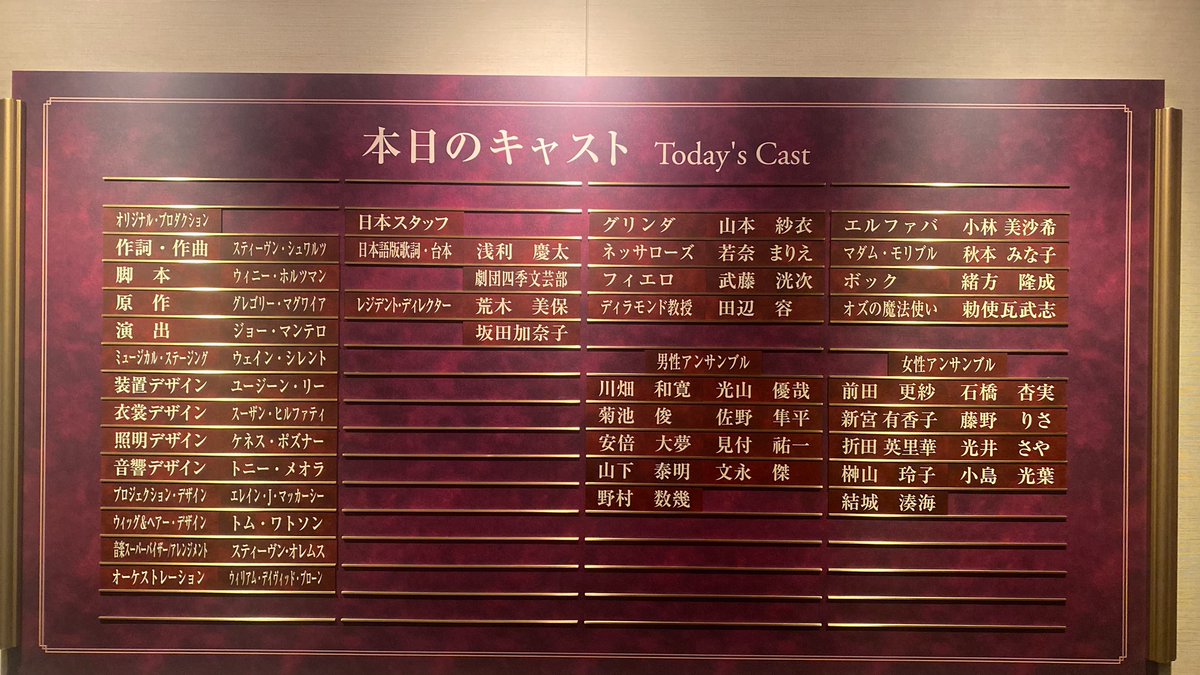 本日のキャスト Today's Cast
オリジナル・プロダクション
作詞・作曲 スティーヴン・シュワルツ
脚 本 ウィニー・ホルツマン
原 作 グレゴリー・マグワイア
演 出 ジョー・マンテロ
ミュージカル・ステージング ウェイン・シレント
装置デザイン ユージーン・リー
衣裳デザイン スーザン・ヒルファティ
照明デザイン ケネス・ポズナー
音響デザイン トニー・メオラ
プロジェクション・デザイン エレイン・J・マッカーシー
ウィッグ&ヘアー・デザイン トム・ワトソン
音楽スーパーバイザー/アレンジメント スティーヴン・オレムス
オーケストレーション ウィリアム・デイヴィッド・ブローン
日本スタッフ
日本語版歌詞・台本 浅利 慶太
劇団四季文芸部
レジデント・ディレクター 荒木 美保
坂田加奈子
グリンダ 山本 紗衣
ネッサローズ 若奈 まりえ
フィエロ 武藤 洸次
ディラモンド教授 田辺 容
男性アンサンブル
川畑 和寛 光山 優哉
菊池 俊 佐野 隼平
安倍 大夢 見付 祐一
山下 泰明 文永 傑
野村 数幾
エルファバ 小林 美沙希
マダム・モリブル 秋本 みな子
ボック 緒方 隆成
オズの魔法使い 勅使瓦武志
女性アンサンブル
前田 更紗 石橋 杏実
新宮 有香子 藤野 りさ
折田 英里華 光井 さや
榊山 玲子 小島 光葉
結城 湊海